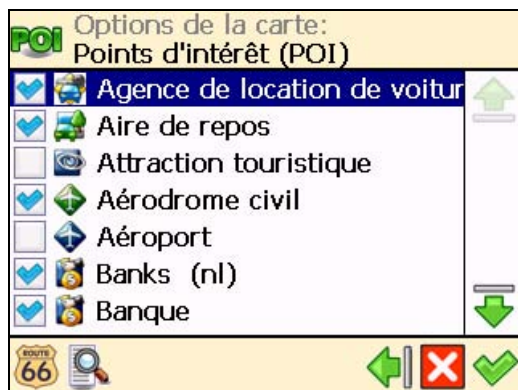 POI Options de la carte:
Points d'intérêt (POI)
Agence de location de voitur
Aire de repos
Attraction touristique
Aérodrome civil
Aéroport
Banks (nl)
Banque
ROUTE
66